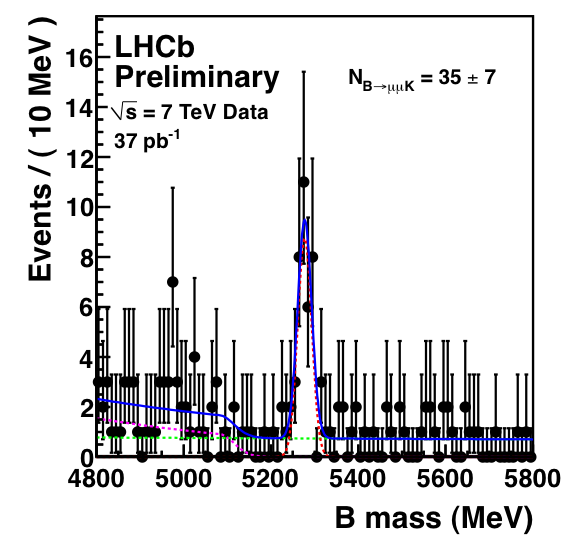 LHCb
Preliminary
√s = 7 TeV Data
37 pb⁻¹
N_B→μμK = 35 ± 7
Events / ( 10 MeV )
16
14
12
10
8
6
4
2
0
4800 5000 5200 5400 5600 5800
B mass (MeV)